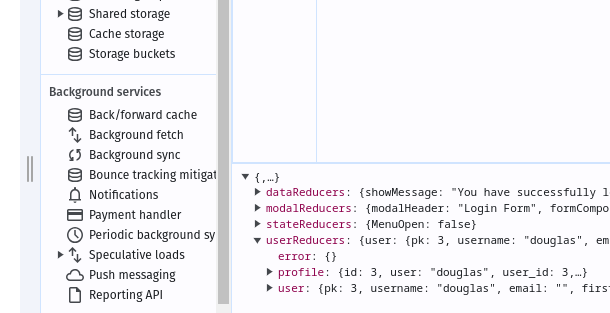 Shared storage
Cache storage
Storage buckets
Background services
Back/forward cache
Background fetch
Background sync
Bounce tracking mitigat
Notifications
Payment handler
Periodic background sy
Speculative loads
Push messaging
Reporting API
{,…}
dataReducers: {showMessage: "You have successfully l
modalReducers: {modalHeader: "Login Form", formCompo
stateReducers: {MenuOpen: false}
userReducers: {user: {pk: 3, username: "douglas", em
error: {}
profile: {id: 3, user: "douglas", user_id: 3,…}
user: {pk: 3, username: "douglas", email: "", firs